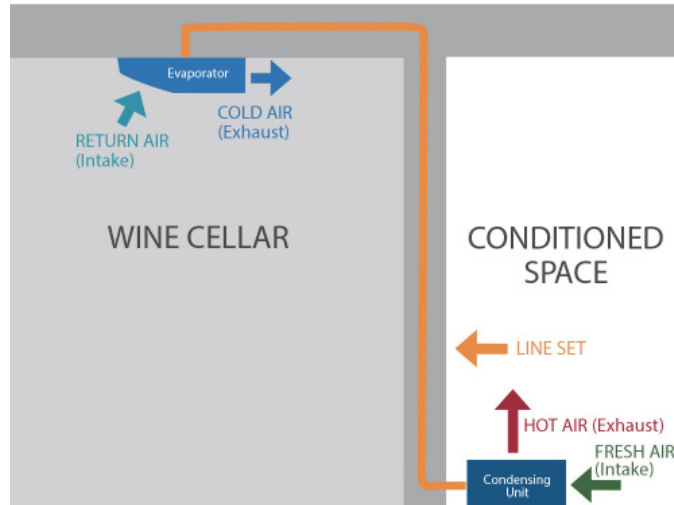 Evaporator
COLD AIR
(Exhaust)
RETURN AIR
(Intake)
WINE CELLAR
CONDITIONED
SPACE
LINE SET
HOT AIR (Exhaust)
FRESH AIR
(Intake)
Condensing
Unit